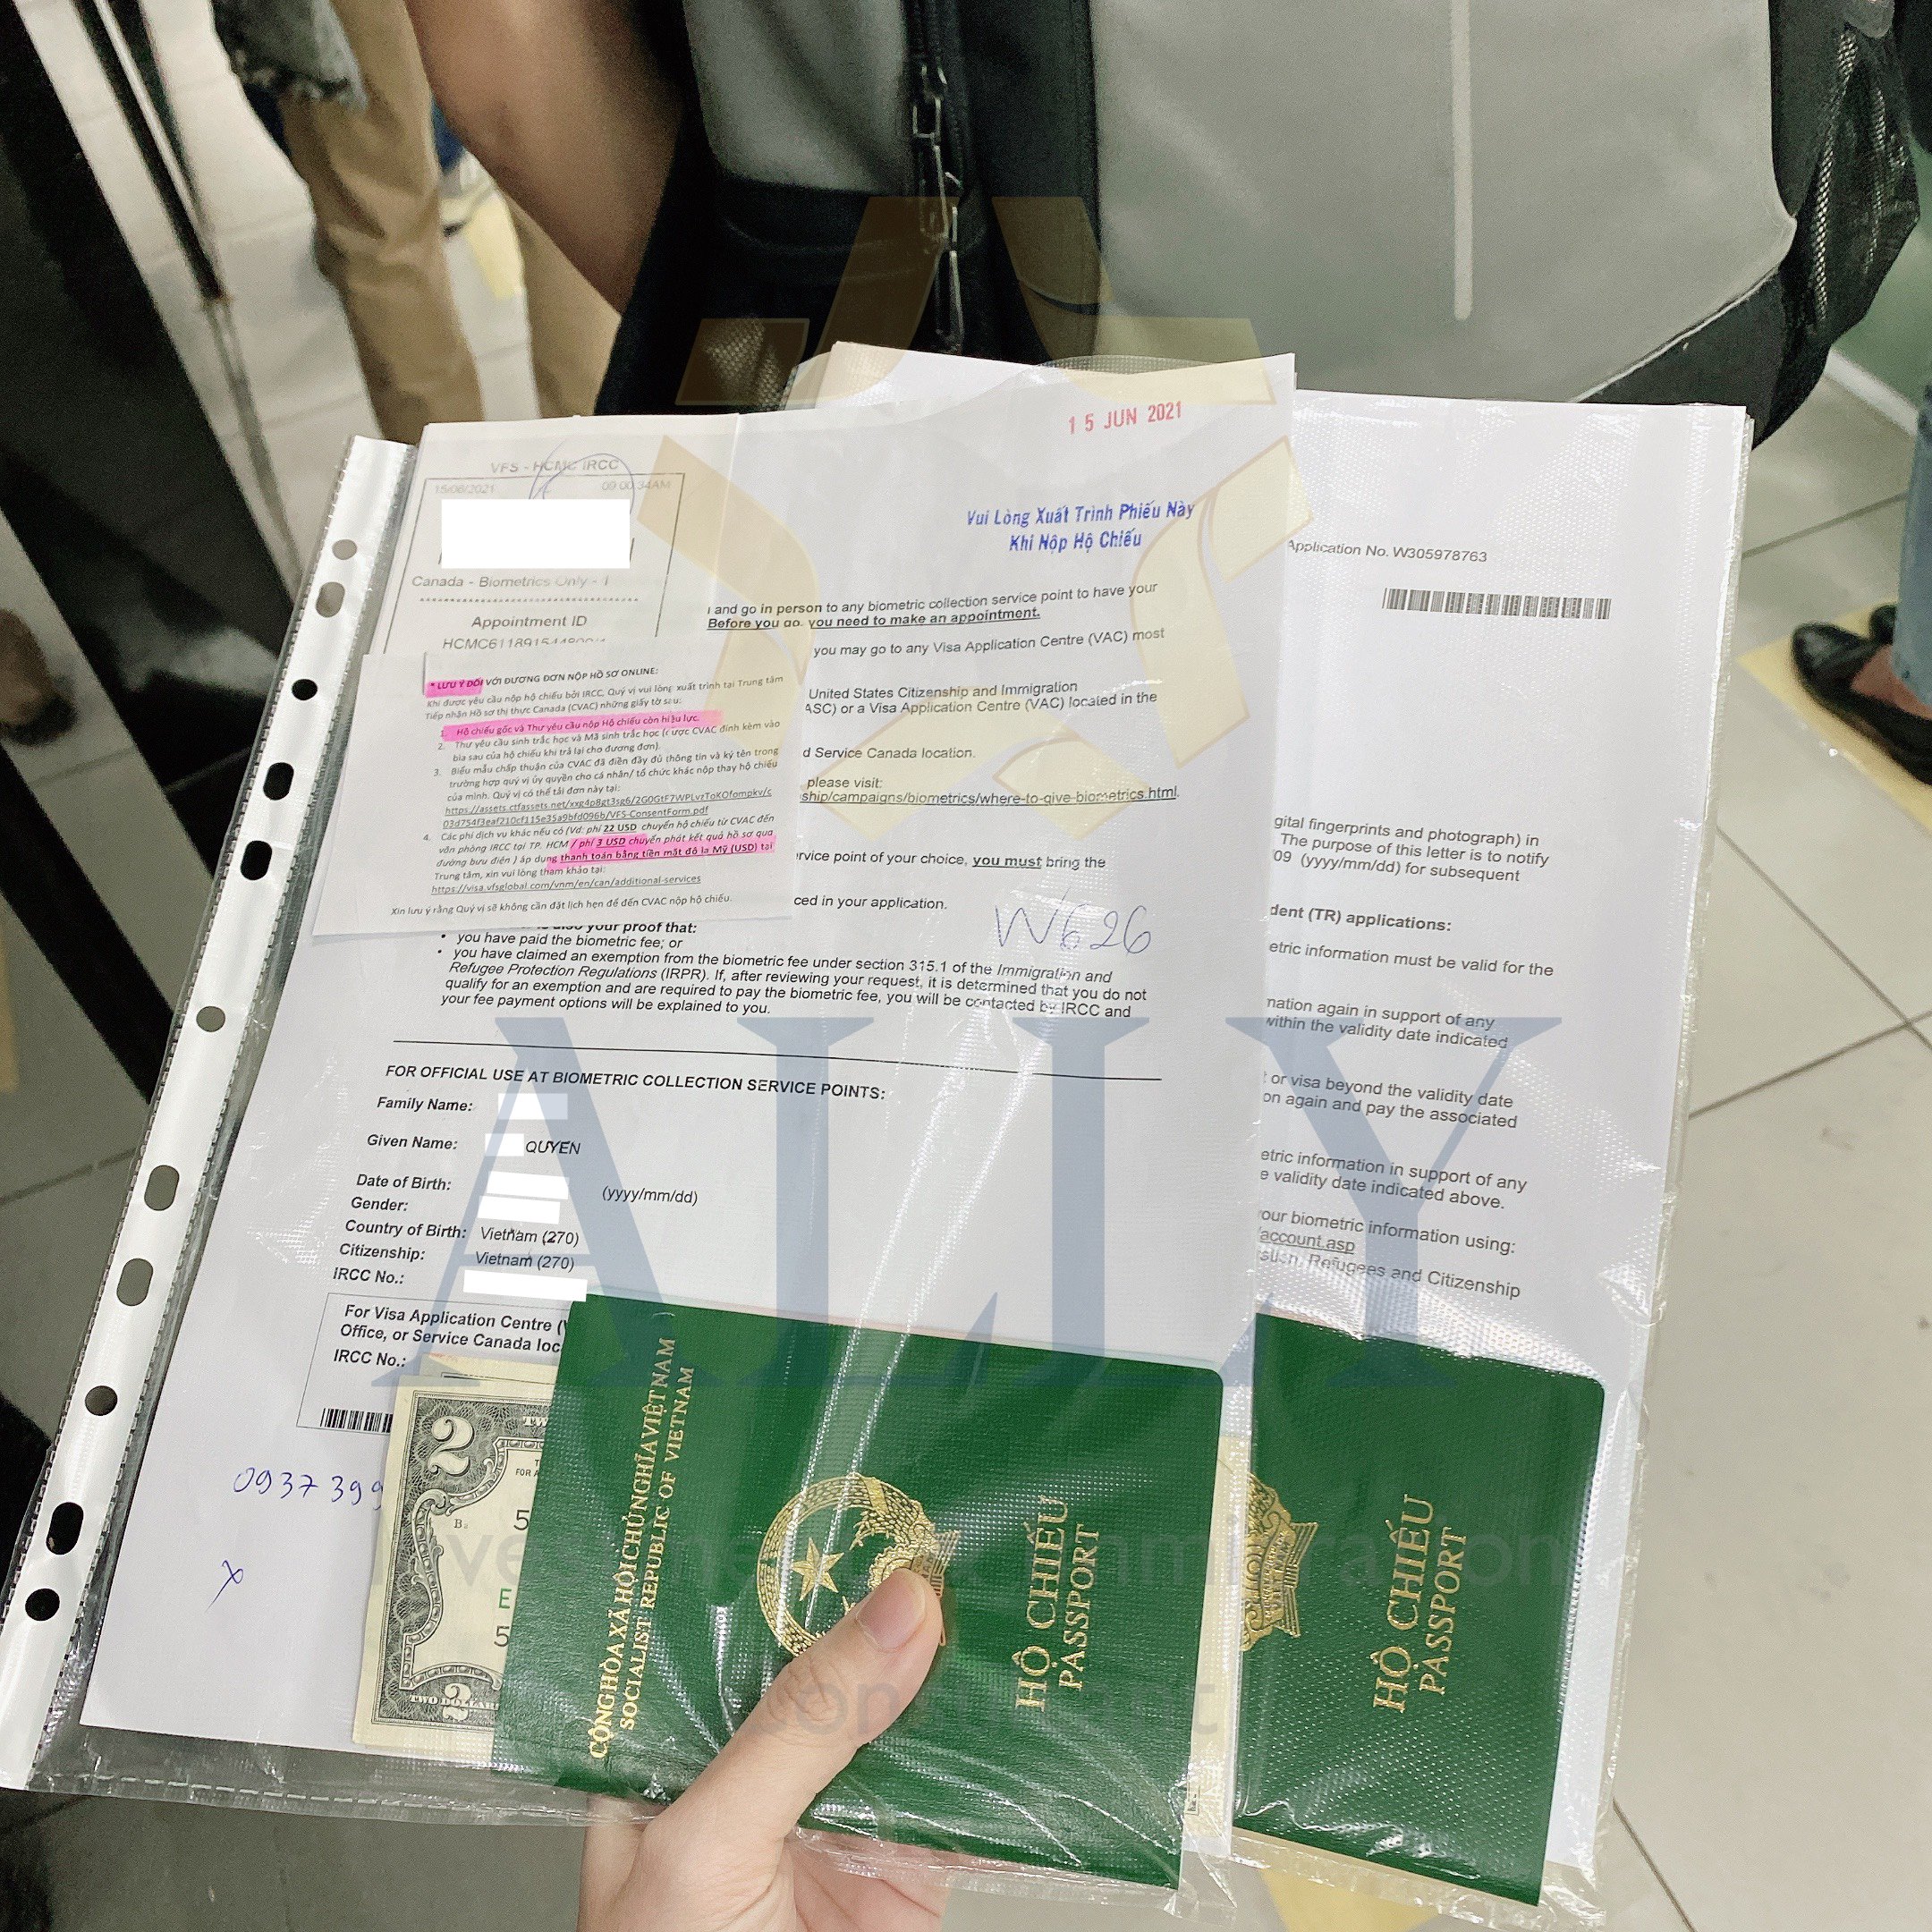 15 JUN 2021
VFS - HCMC IRCC
15/06/2021 09:00:34AM
Canada - Biometrics Only - 1
Appointment ID
Vui Lòng Xuất Trình Phiếu Này
Khi Nộp Hộ Chiếu
and go in person to any biometric collection service point to have your
Before you go, you need to make an appointment.
you may go to any Visa Application Centre (VAC) most
United States Citizenship and Immigration
ASC) or a Visa Application Centre (VAC) located in the
d Service Canada location.
please visit:
ship/campaigns/biometrics/where-to-give-biometrics.html.
rvice point of your choice, you must bring the
ced in your application.
W626
* LƯU Ý ĐỐI VỚI ĐƯƠNG ĐƠN NỘP HỒ SƠ ONLINE:
Khi được yêu cầu nộp hộ chiếu bởi IRCC, Quý vị vui lòng xuất trình tại Trung tâm
Tiếp nhận Hồ sơ thị thực Canada (CVAC) những giấy tờ sau:
1. Hộ chiếu gốc và Thư yêu cầu nộp Hộ chiếu còn hiệu lực.
2. Thư yêu cầu sinh trắc học và Mã sinh trắc học (được CVAC đính kèm vào
bìa sau của hộ chiếu khi trả lại cho đương đơn).
3. Biểu mẫu chấp thuận của CVAC đã điền đầy đủ thông tin và ký tên trong
trường hợp quý vị ủy quyền cho cá nhân/ tổ chức khác nộp thay hộ chiếu
của mình. Quý vị có thể tải đơn này tại:
https://assets.ctfassets.net/xxg4p8gt3sg6/2G0GtF7WPLvzToKOfompkv/c
03d754f3eaf210cf115e35a9bfd096b/VFS-ConsentForm.pdf
4. Các phí dịch vụ khác nếu có (Vd: phí 22 USD chuyển hộ chiếu từ CVAC đến
văn phòng IRCC tại TP. HCM / phí 3 USD chuyển phát kết quả hồ sơ qua
đường bưu điện ) áp dụng thanh toán bằng tiền mặt đô la Mỹ (USD) tại
Trung tâm, xin vui lòng tham khảo tại:
https://visa.vfsglobal.com/vnm/en/can/additional-services
Xin lưu ý rằng Quý vị sẽ không cần đặt lịch hẹn để đến CVAC nộp hộ chiếu.
is also your proof that:
• you have paid the biometric fee; or
• you have claimed an exemption from the biometric fee under section 315.1 of the Immigration and
Refugee Protection Regulations (IRPR). If, after reviewing your request, it is determined that you do not
qualify for an exemption and are required to pay the biometric fee, you will be contacted by IRCC and
your fee payment options will be explained to you.
FOR OFFICIAL USE AT BIOMETRIC COLLECTION SERVICE POINTS:
Family Name:
Given Name: QUYEN
Date of Birth: (yyyy/mm/dd)
Gender:
Country of Birth: Vietnam (270)
Citizenship: Vietnam (270)
IRCC No.:
For Visa Application Centre (
Office, or Service Canada loc
IRCC No.:
0937 399
x
2
TWO DOLLARS
2
CỘNG HÒA XÃ HỘI CHỦ NGHĨA VIỆT NAM
SOCIALIST REPUBLIC OF VIETNAM
HỘ CHIẾU
PASSPORT
Application No. W305978763
gital fingerprints and photograph) in
The purpose of this letter is to notify
09 (yyyy/mm/dd) for subsequent
dent (TR) applications:
etric information must be valid for the
mation again in support of any
within the validity date indicated
t or visa beyond the validity date
on again and pay the associated
etric information in support of any
e validity date indicated above.
our biometric information using:
account.asp
Refugees and Citizenship
HỘ CHIẾU
PASSPORT
ALLY